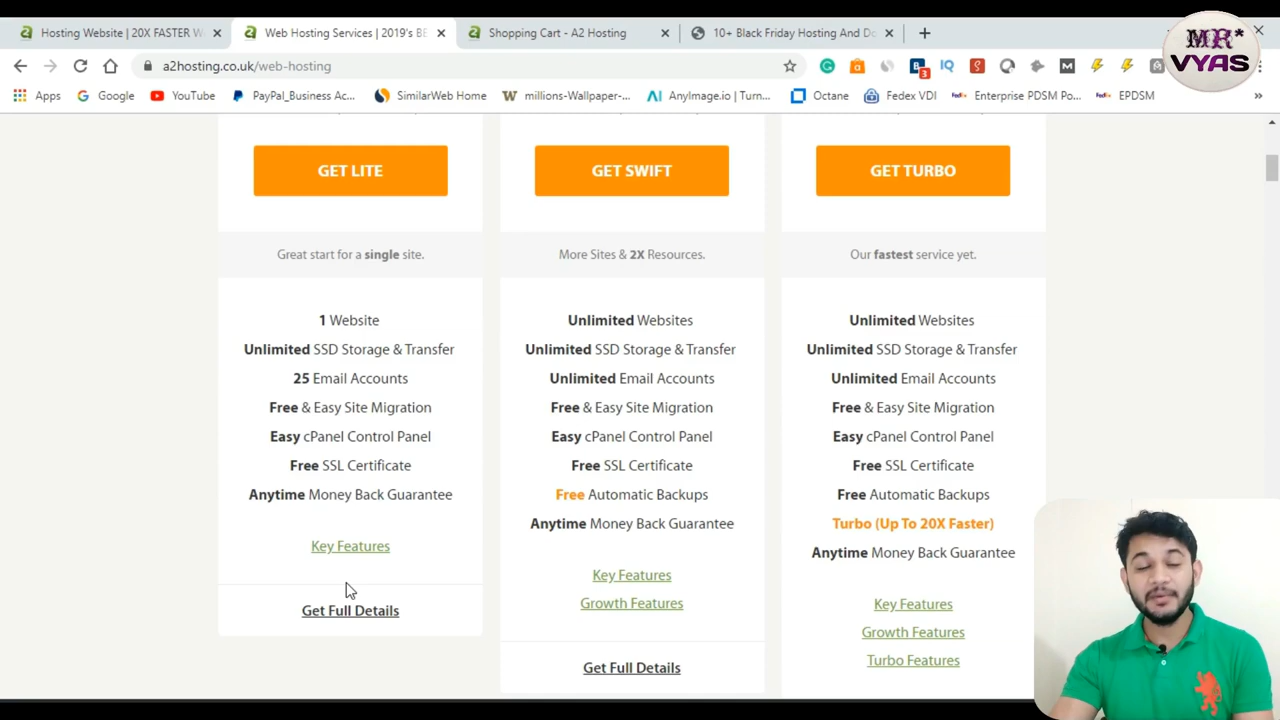 Hosting Website | 20X FASTER W
Web Hosting Services | 2019's BE
Shopping Cart - A2 Hosting
10+ Black Friday Hosting And Do
MR*
VYAS
a2hosting.co.uk/web-hosting
3
Apps
Google
YouTube
PayPal_Business Ac...
SimilarWeb Home
millions-Wallpaper-...
AnyImage.io | Turn...
Octane
Fedex VDI
Enterprise PDSM Po...
EPDSM
GET LITE
GET SWIFT
GET TURBO
Great start for a single site.
More Sites & 2X Resources.
Our fastest service yet.
1 Website
Unlimited SSD Storage & Transfer
25 Email Accounts
Free & Easy Site Migration
Easy cPanel Control Panel
Free SSL Certificate
Anytime Money Back Guarantee
Key Features
Get Full Details
Unlimited Websites
Unlimited SSD Storage & Transfer
Unlimited Email Accounts
Free & Easy Site Migration
Easy cPanel Control Panel
Free SSL Certificate
Free Automatic Backups
Anytime Money Back Guarantee
Key Features
Growth Features
Get Full Details
Unlimited Websites
Unlimited SSD Storage & Transfer
Unlimited Email Accounts
Free & Easy Site Migration
Easy cPanel Control Panel
Free SSL Certificate
Free Automatic Backups
Turbo (Up To 20X Faster)
Anytime Money Back Guarantee
Key Features
Growth Features
Turbo Features